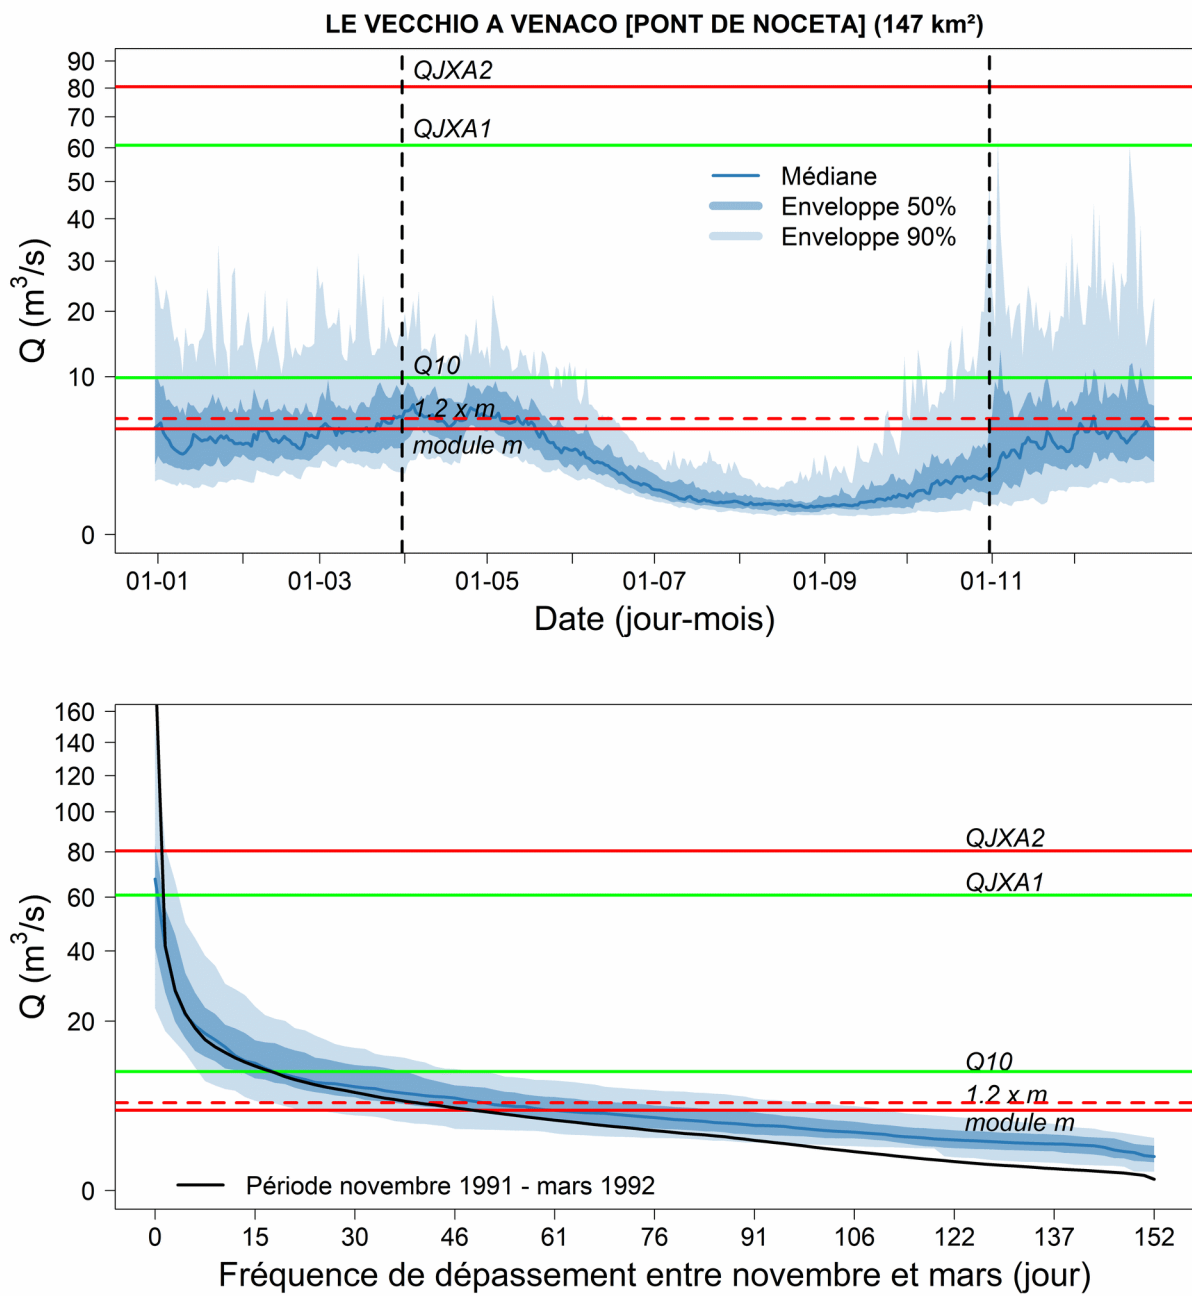 LE VECCHIO A VENACO [PONT DE NOCETA] (147 km²)
90
80
70
60
50
40
30
20
10
0
Q (m³/s)
QJXA2
QJXA1
Médiane
Enveloppe 50%
Enveloppe 90%
Q10
1.2 x m
module m
01-01
01-03
01-05
01-07
01-09
01-11
Date (jour-mois)
160
140
120
100
80
60
40
20
0
Q (m³/s)
QJXA2
QJXA1
Q10
1.2 x m
module m
Période novembre 1991 - mars 1992
0
15
30
46
61
76
91
106
122
137
152
Fréquence de dépassement entre novembre et mars (jour)